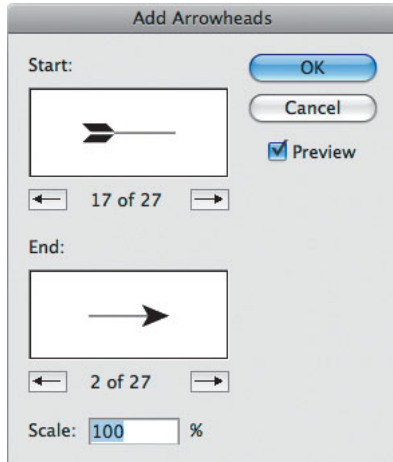 Add Arrowheads
Start:
OK
Cancel
Preview
17 of 27
End:
2 of 27
Scale: 100 %